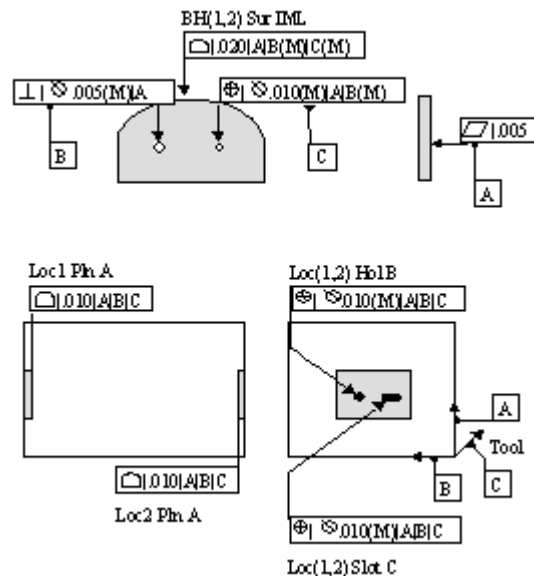 BH(1,2) Sur IML
⌓|.020|A|B(M)|C(M)
⊥|⌀.005(M)|A
⌖|⌀.010(M)|A|B(M)
⏥|.005
B
C
A
Loc1 Pln A
⌓|.010|A|B|C
Loc(1,2) Hol B
⌖|⌀.010(M)|A|B|C
A
Tool
B
C
⌓|.010|A|B|C
Loc2 Pln A
⌖|⌀.010(M)|A|B|C
Loc(1,2) Slot C